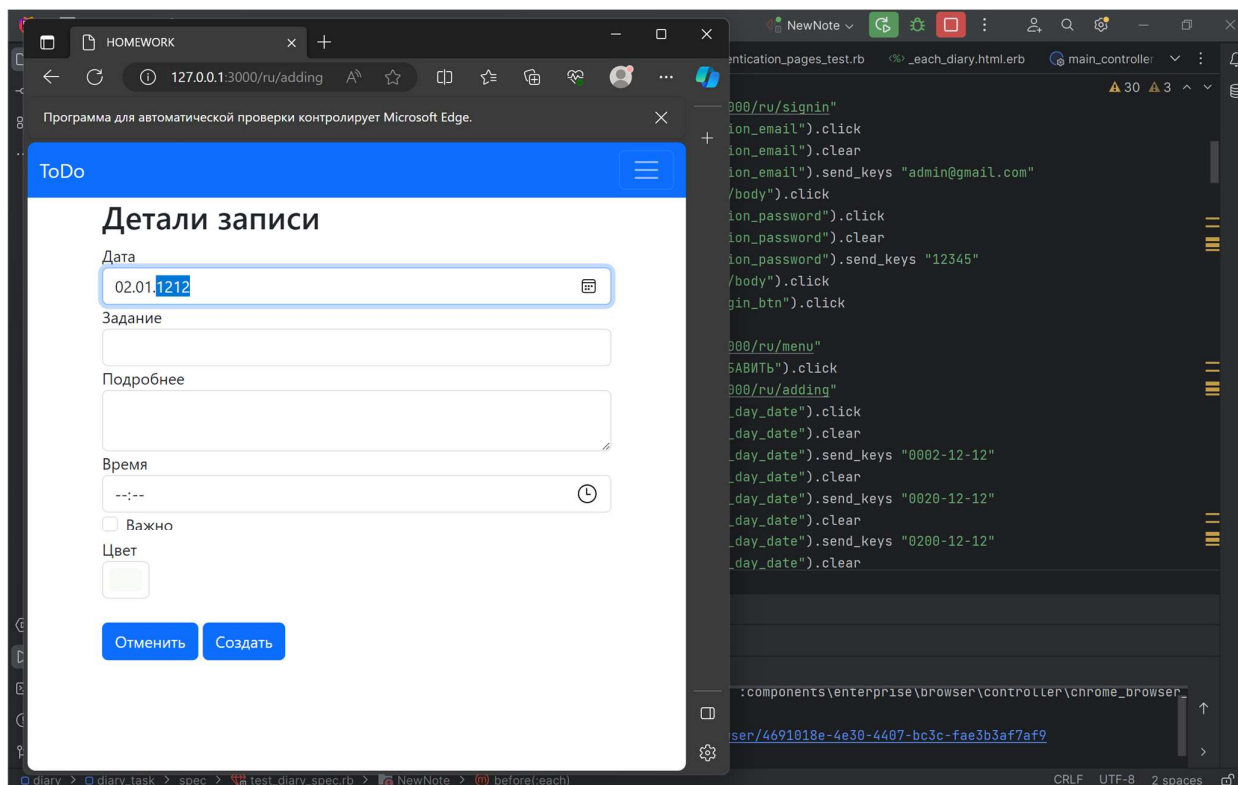 HOMEWORK
127.0.0.1:3000/ru/adding
Программа для автоматической проверки контролирует Microsoft Edge.
ToDo
Детали записи
Дата
02.01.1212
Задание
Подробнее
Время
--:--
Важно
Цвет
Отменить Создать
NewNote
entication_pages_test.rb _each_diary.html.erb main_controller
30 3
000/ru/signin"
ion_email").click
ion_email").clear
ion_email").send_keys "admin@gmail.com"
/body").click
ion_password").click
ion_password").clear
ion_password").send_keys "12345"
/body").click
gin_btn").click
000/ru/menu"
БАВИТЬ").click
000/ru/adding"
_day_date").click
_day_date").clear
_day_date").send_keys "0002-12-12"
_day_date").clear
_day_date").send_keys "0020-12-12"
_day_date").clear
_day_date").send_keys "0200-12-12"
_day_date").clear
:components\enterprise\browser\controller\chrome_browser_
ser/4691018e-4e30-4407-bc3c-fae3b3af7af9
diary > diary_task > spec > test_diary_spec.rb > NewNote > before(:each)
CRLF UTF-8 2 spaces